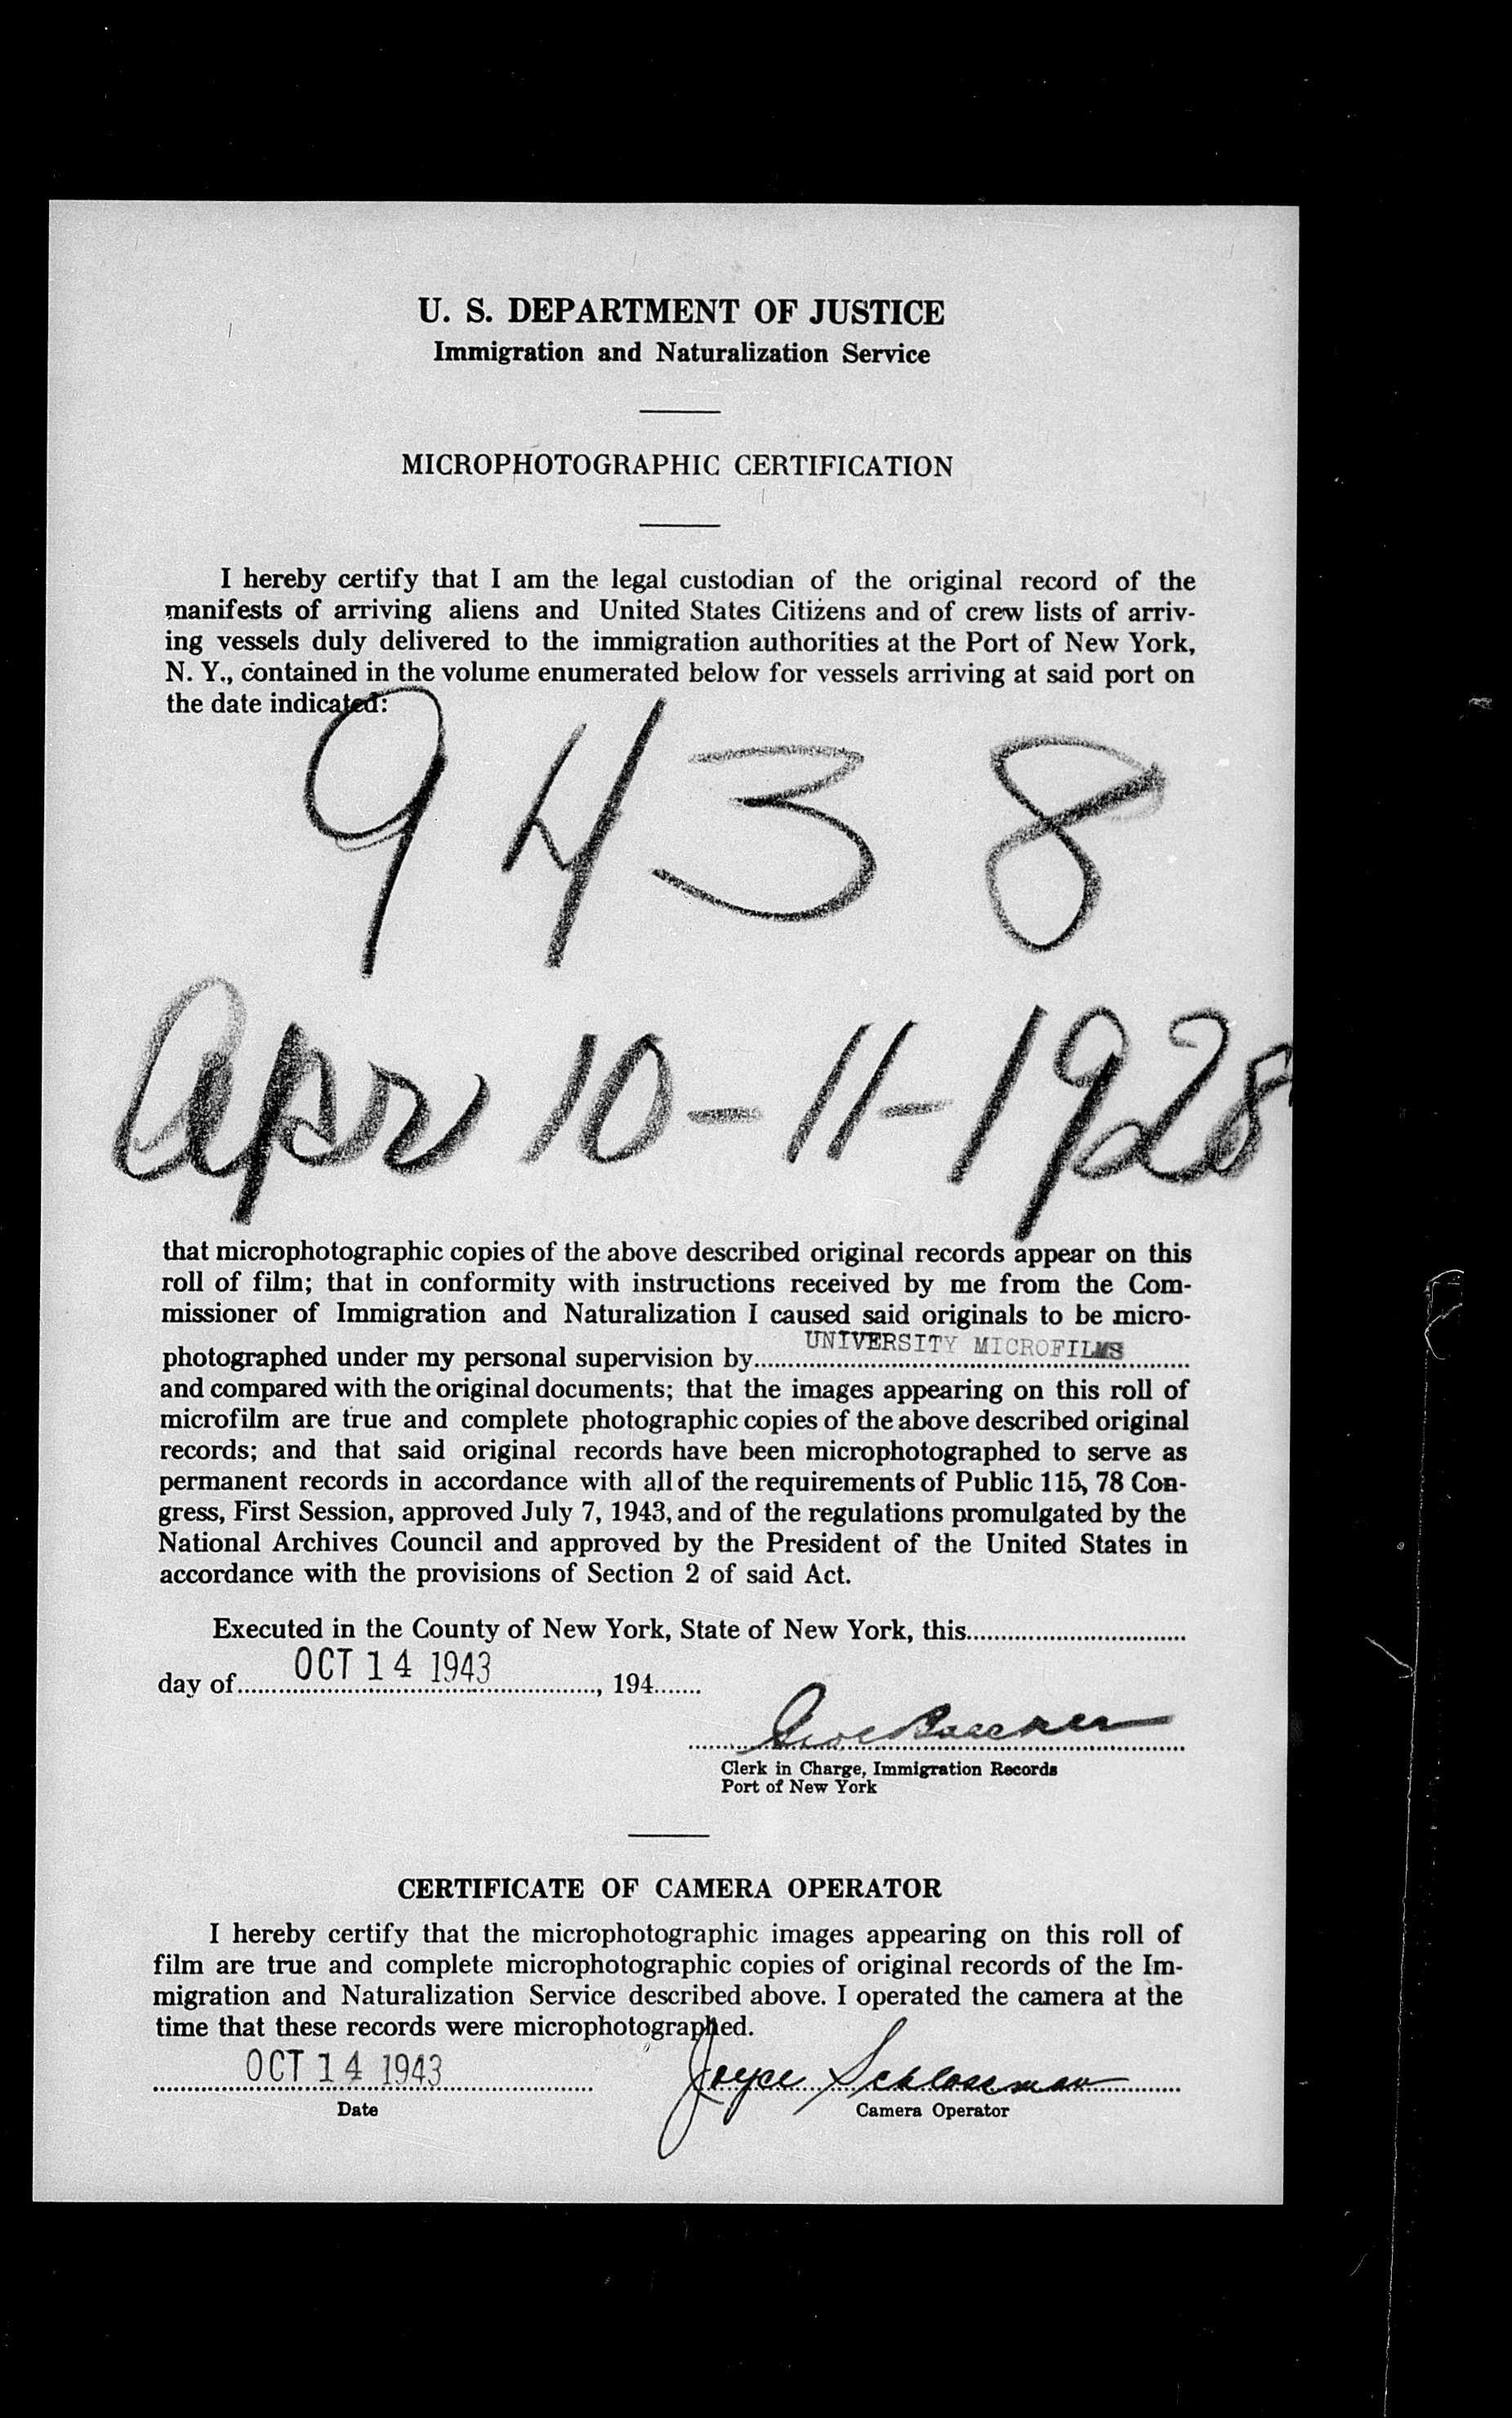 U. S. DEPARTMENT OF JUSTICE
Immigration and Naturalization Service
MICROPHOTOGRAPHIC CERTIFICATION
I hereby certify that I am the legal custodian of the original record of the
manifests of arriving aliens and United States Citizens and of crew lists of arriv-
ing vessels duly delivered to the immigration authorities at the Port of New York,
N. Y., contained in the volume enumerated below for vessels arriving at said port on
the date indicated:
9438
Apr 10-11-1928
that microphotographic copies of the above described original records appear on this
roll of film; that in conformity with instructions received by me from the Com-
missioner of Immigration and Naturalization I caused said originals to be micro-
photographed under my personal supervision by UNIVERSITY MICROFILMS
and compared with the original documents; that the images appearing on this roll of
microfilm are true and complete photographic copies of the above described original
records; and that said original records have been microphotographed to serve as
permanent records in accordance with all of the requirements of Public 115, 78 Con-
gress, First Session, approved July 7, 1943, and of the regulations promulgated by the
National Archives Council and approved by the President of the United States in
accordance with the provisions of Section 2 of said Act.
Executed in the County of New York, State of New York, this
day of OCT 14 1943, 194
Clerk in Charge, Immigration Records
Port of New York
CERTIFICATE OF CAMERA OPERATOR
I hereby certify that the microphotographic images appearing on this roll of
film are true and complete microphotographic copies of original records of the Im-
migration and Naturalization Service described above. I operated the camera at the
time that these records were microphotographed.
OCT 14 1943 Joyce Schlossman
Date Camera Operator